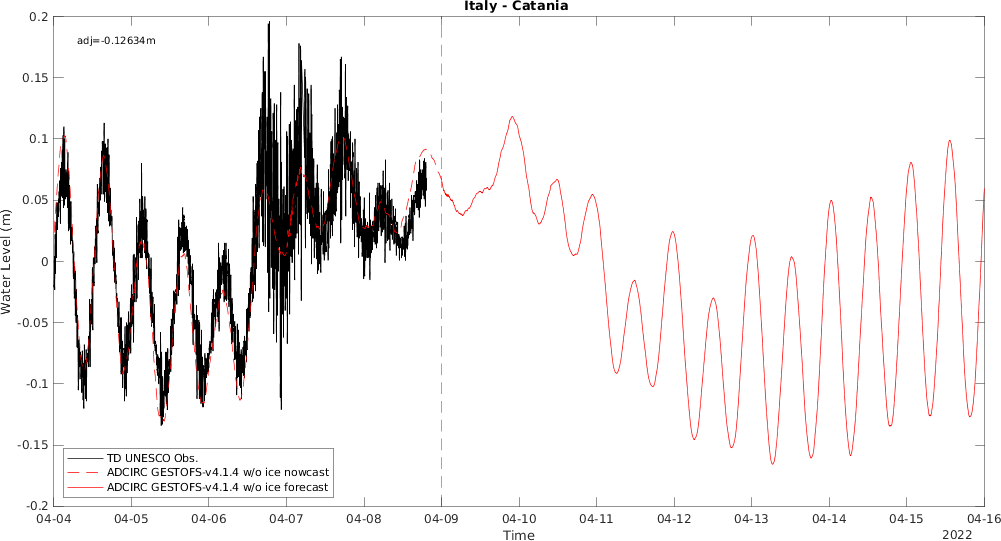 Italy - Catania
adj=-0.12634m
Water Level (m)
0.2
0.15
0.1
0.05
0
-0.05
-0.1
-0.15
-0.2
TD UNESCO Obs.
ADCIRC GESTOFS-v4.1.4 w/o ice nowcast
ADCIRC GESTOFS-v4.1.4 w/o ice forecast
04-04 04-05 04-06 04-07 04-08 04-09 04-10 04-11 04-12 04-13 04-14 04-15 04-16
Time
2022